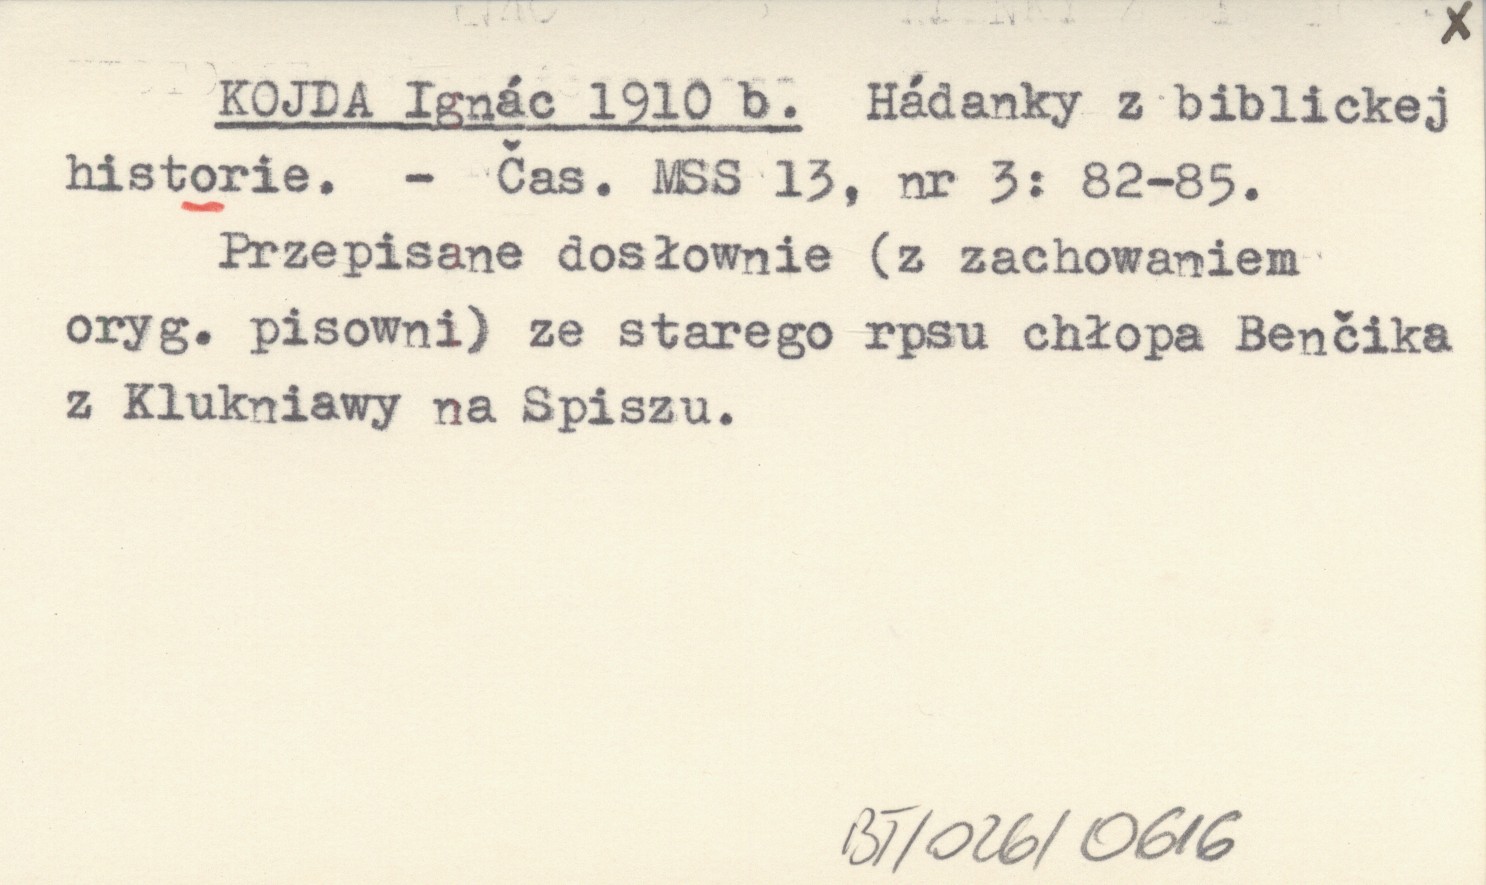 x
KOJDA Ignác 1910 b. Hádanky z biblickej
historie. - Čas. MSS 13, nr 3: 82-85.
Przepisane dosłownie (z zachowaniem
oryg. pisowni) ze starego rpsu chłopa Benčika
z Klukniawy na Spiszu.
BT/026/0616